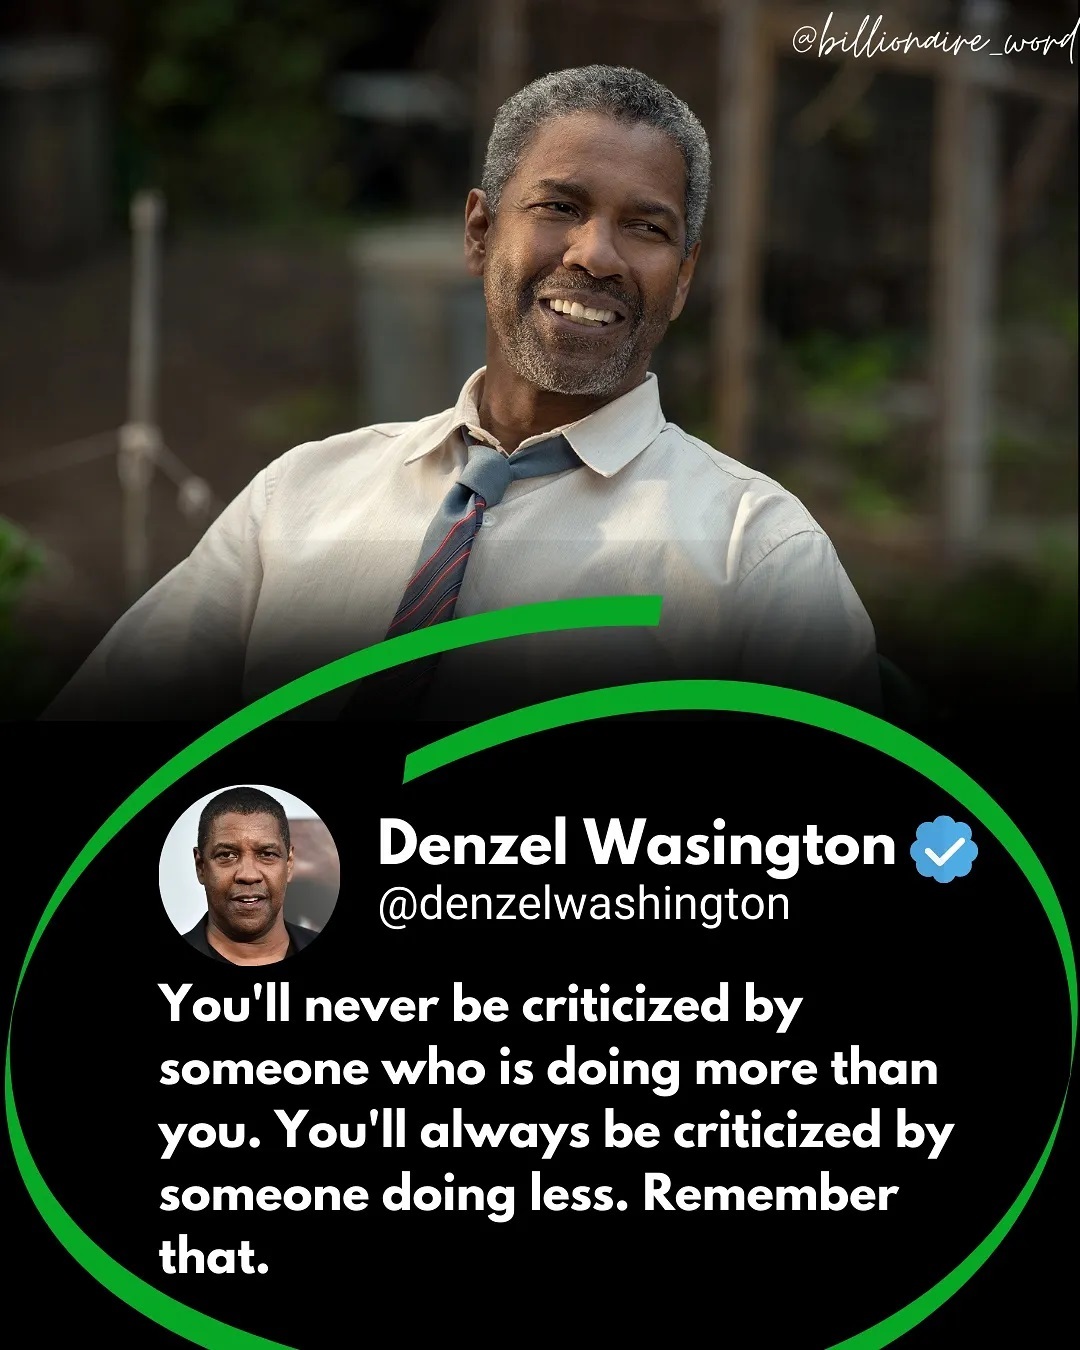 @billionaire_word
Denzel Wasington
@denzelwashington
You'll never be criticized by
someone who is doing more than
you. You'll always be criticized by
someone doing less. Remember
that.